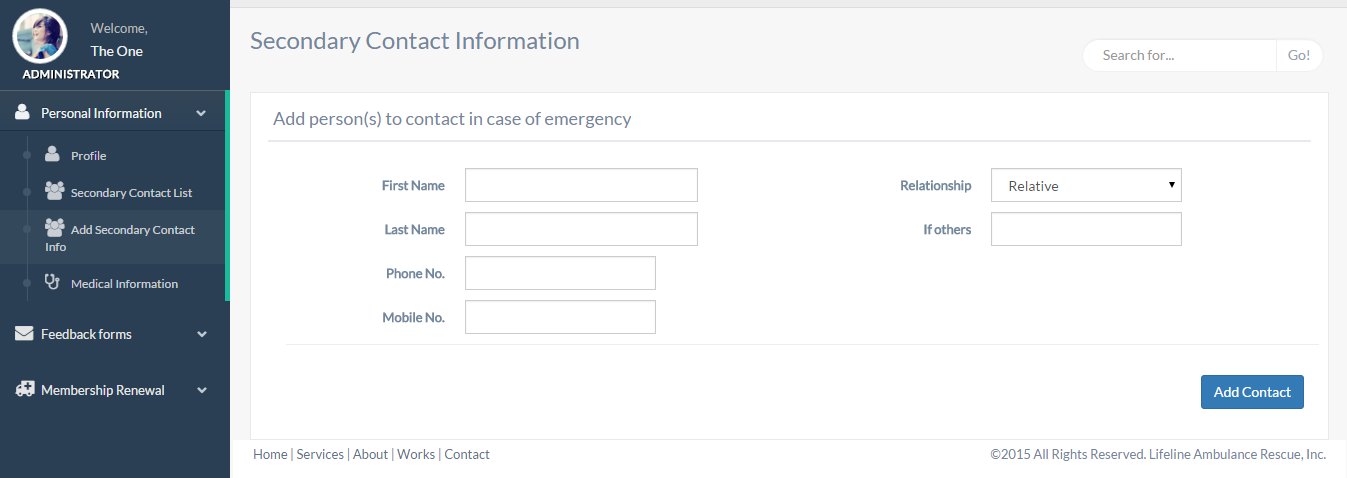 Welcome,
The One
ADMINISTRATOR
Personal Information
Profile
Secondary Contact List
Add Secondary Contact
Info
Medical Information
Feedback forms
Membership Renewal
Secondary Contact Information
Search for... Go!
Add person(s) to contact in case of emergency
First Name
Relationship Relative
Last Name
If others
Phone No.
Mobile No.
Add Contact
Home | Services | About | Works | Contact
©2015 All Rights Reserved. Lifeline Ambulance Rescue, Inc.